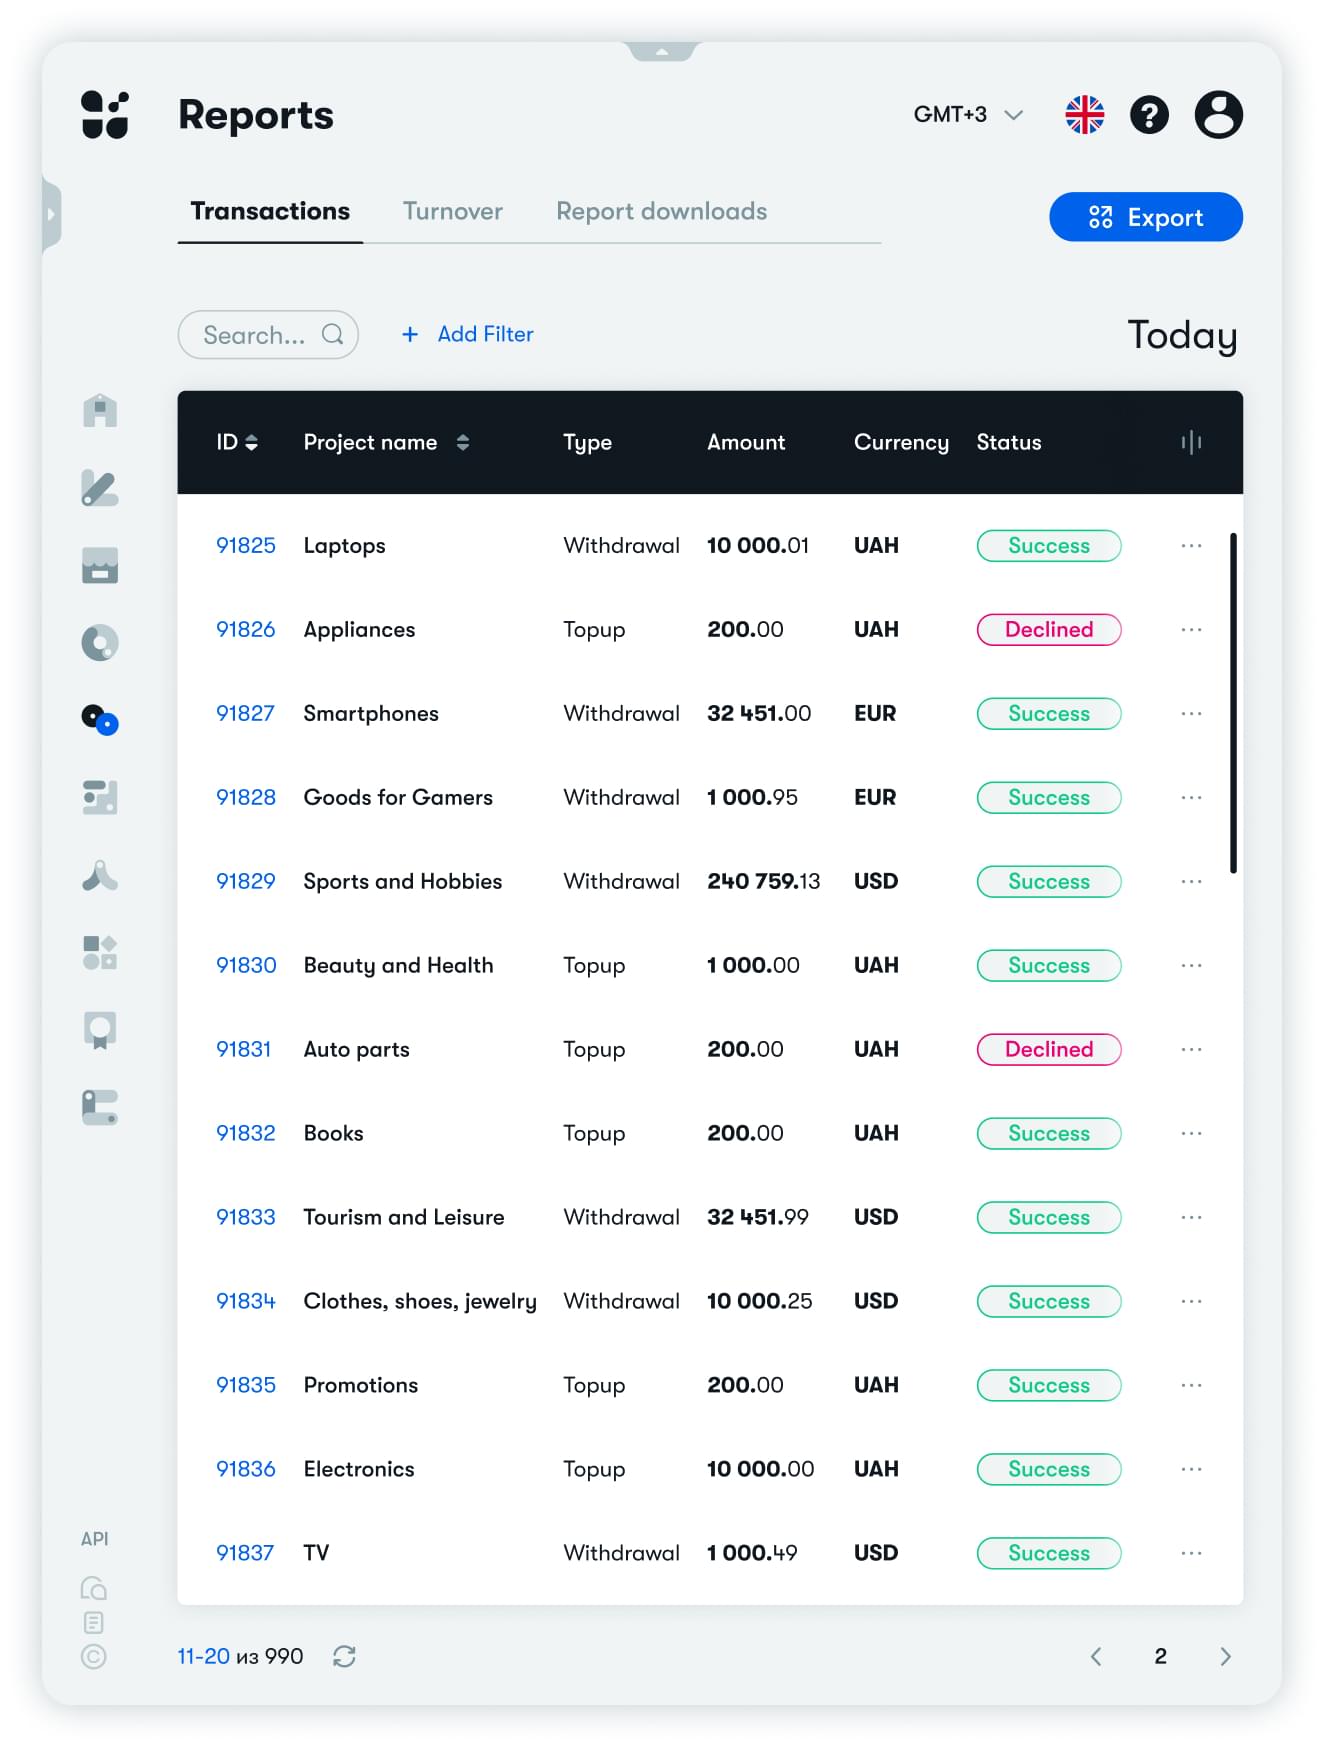 Reports
GMT+3
?
Transactions Turnover Report downloads
Export
Search...
+ Add Filter
Today
ID Project name Type Amount Currency Status
91825 Laptops Withdrawal 10 000.01 UAH Success ...
91826 Appliances Topup 200.00 UAH Declined ...
91827 Smartphones Withdrawal 32 451.00 EUR Success ...
91828 Goods for Gamers Withdrawal 1 000.95 EUR Success ...
91829 Sports and Hobbies Withdrawal 240 759.13 USD Success ...
91830 Beauty and Health Topup 1 000.00 UAH Success ...
91831 Auto parts Topup 200.00 UAH Declined ...
91832 Books Topup 200.00 UAH Success ...
91833 Tourism and Leisure Withdrawal 32 451.99 USD Success ...
91834 Clothes, shoes, jewelry Withdrawal 10 000.25 USD Success ...
91835 Promotions Topup 200.00 UAH Success ...
91836 Electronics Topup 10 000.00 UAH Success ...
91837 TV Withdrawal 1 000.49 USD Success ...
API
©
11-20 из 990
2